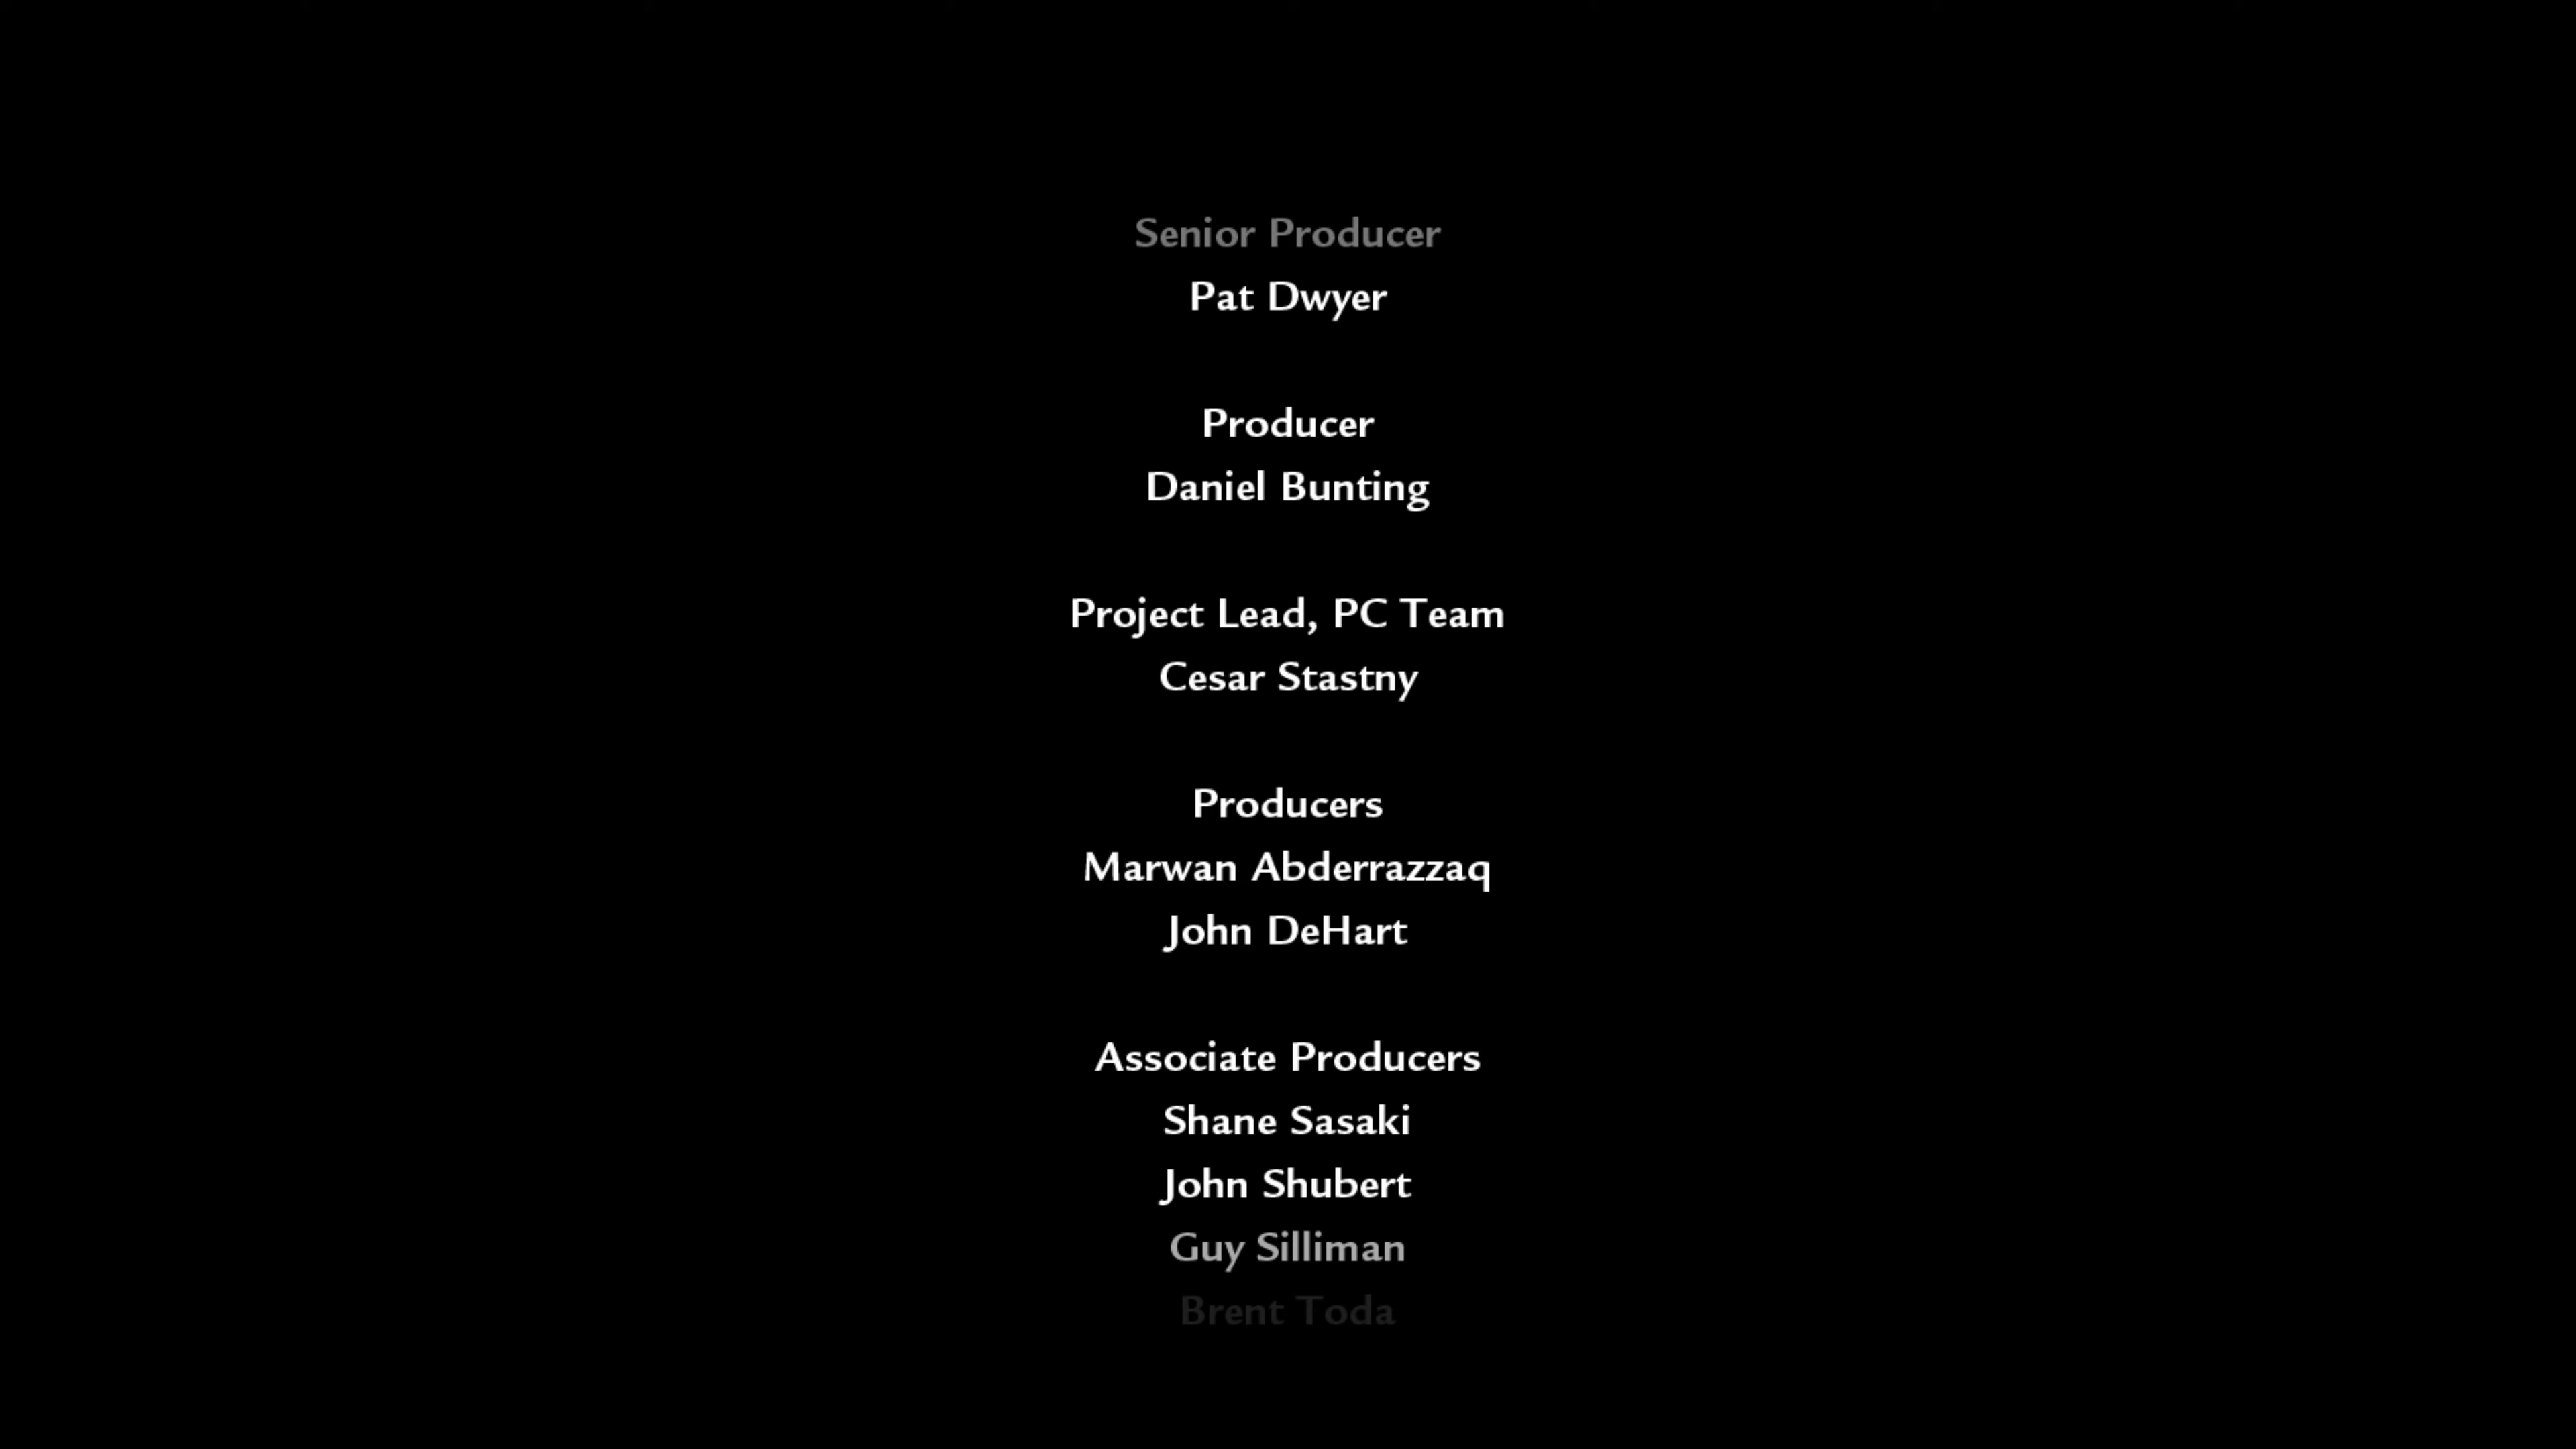 Senior Producer
Pat Dwyer
Producer
Daniel Bunting
Project Lead, PC Team
Cesar Stastny
Producers
Marwan Abderrazzaq
John DeHart
Associate Producers
Shane Sasaki
John Shubert
Guy Silliman
Brent Toda